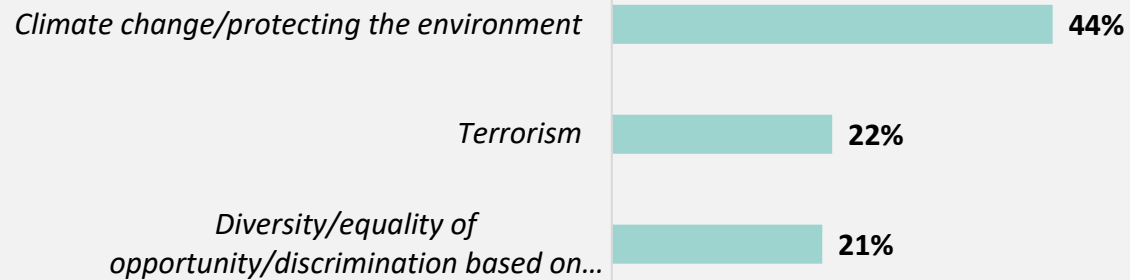 Climate change/protecting the environment 44%
Terrorism 22%
Diversity/equality of
opportunity/discrimination based on... 21%